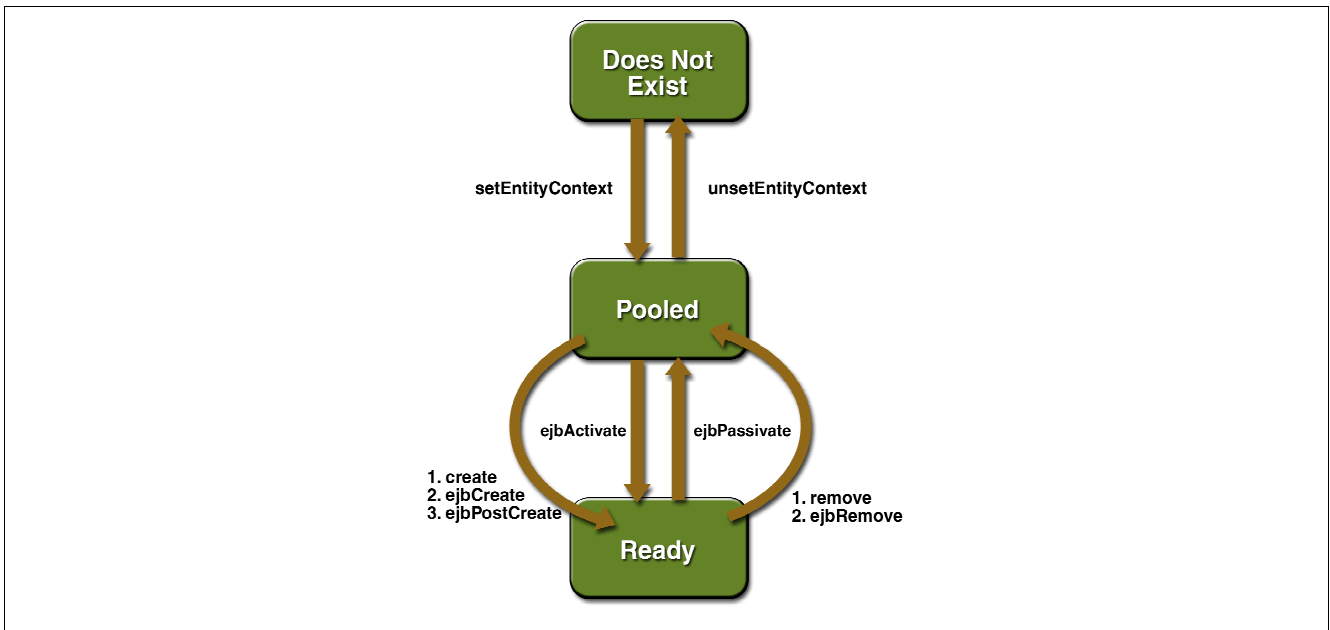 Does Not
Exist
setEntityContext
unsetEntityContext
Pooled
ejbActivate
ejbPassivate
1. create
2. ejbCreate
3. ejbPostCreate
1. remove
2. ejbRemove
Ready